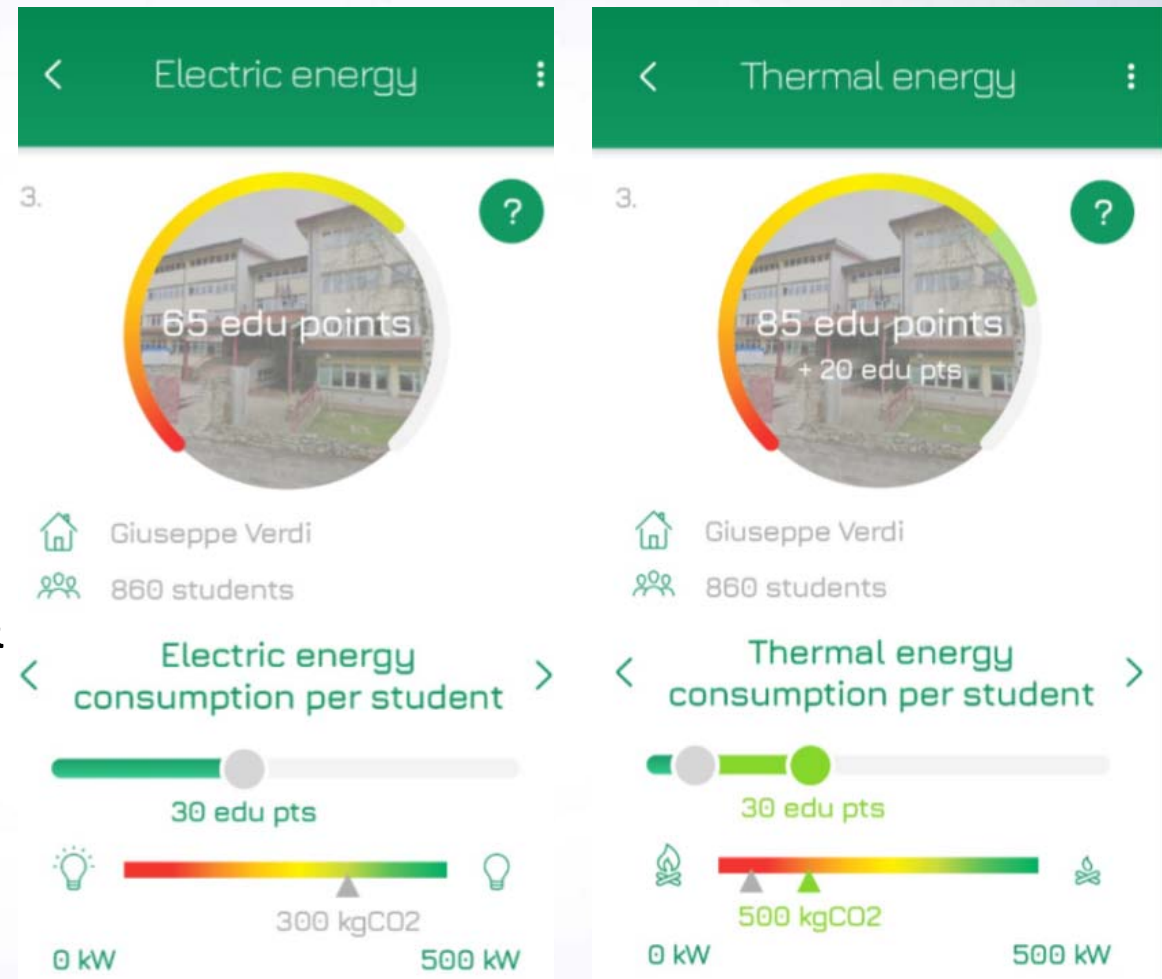 Electric energy
3.
?
65 edu points
Giuseppe Verdi
860 students
Electric energy
consumption per student
30 edu pts
300 kgCO2
0 kW 500 kW
Thermal energy
3.
?
85 edu points
+ 20 edu pts
Giuseppe Verdi
860 students
Thermal energy
consumption per student
30 edu pts
500 kgCO2
0 kW 500 kW